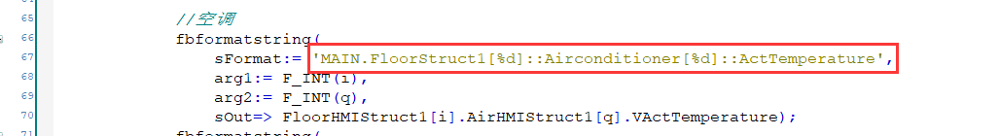 65 //空调
66 fbformatstring(
67 sFormat:= 'MAIN.FloorStruct1[%d]::Airconditioner[%d]::ActTemperature',
68 arg1:= F_INT(i),
69 arg2:= F_INT(q),
70 sOut=> FloorHMIStruct1[i].AirHMIStruct1[q].VActTemperature);
71 fbformatstring(